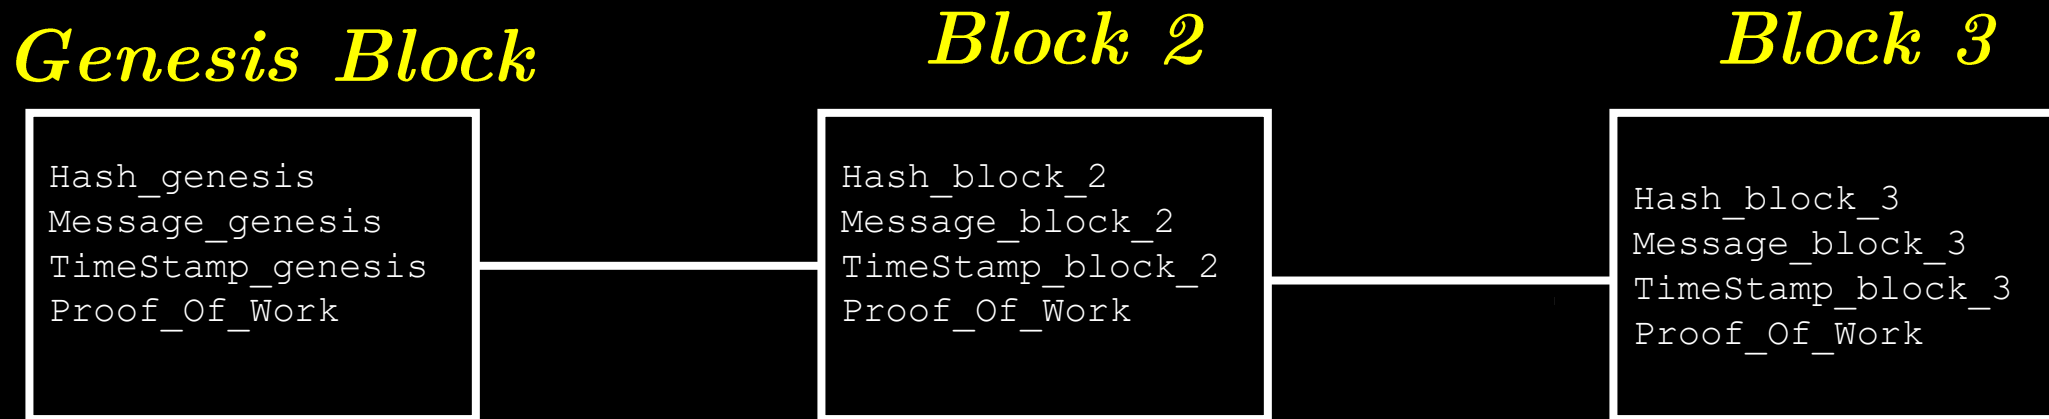 Genesis Block
Hash_genesis
Message_genesis
TimeStamp_genesis
Proof_Of_Work
Block 2
Hash_block_2
Message_block_2
TimeStamp_block_2
Proof_Of_Work
Block 3
Hash_block_3
Message_block_3
TimeStamp_block_3
Proof_Of_Work